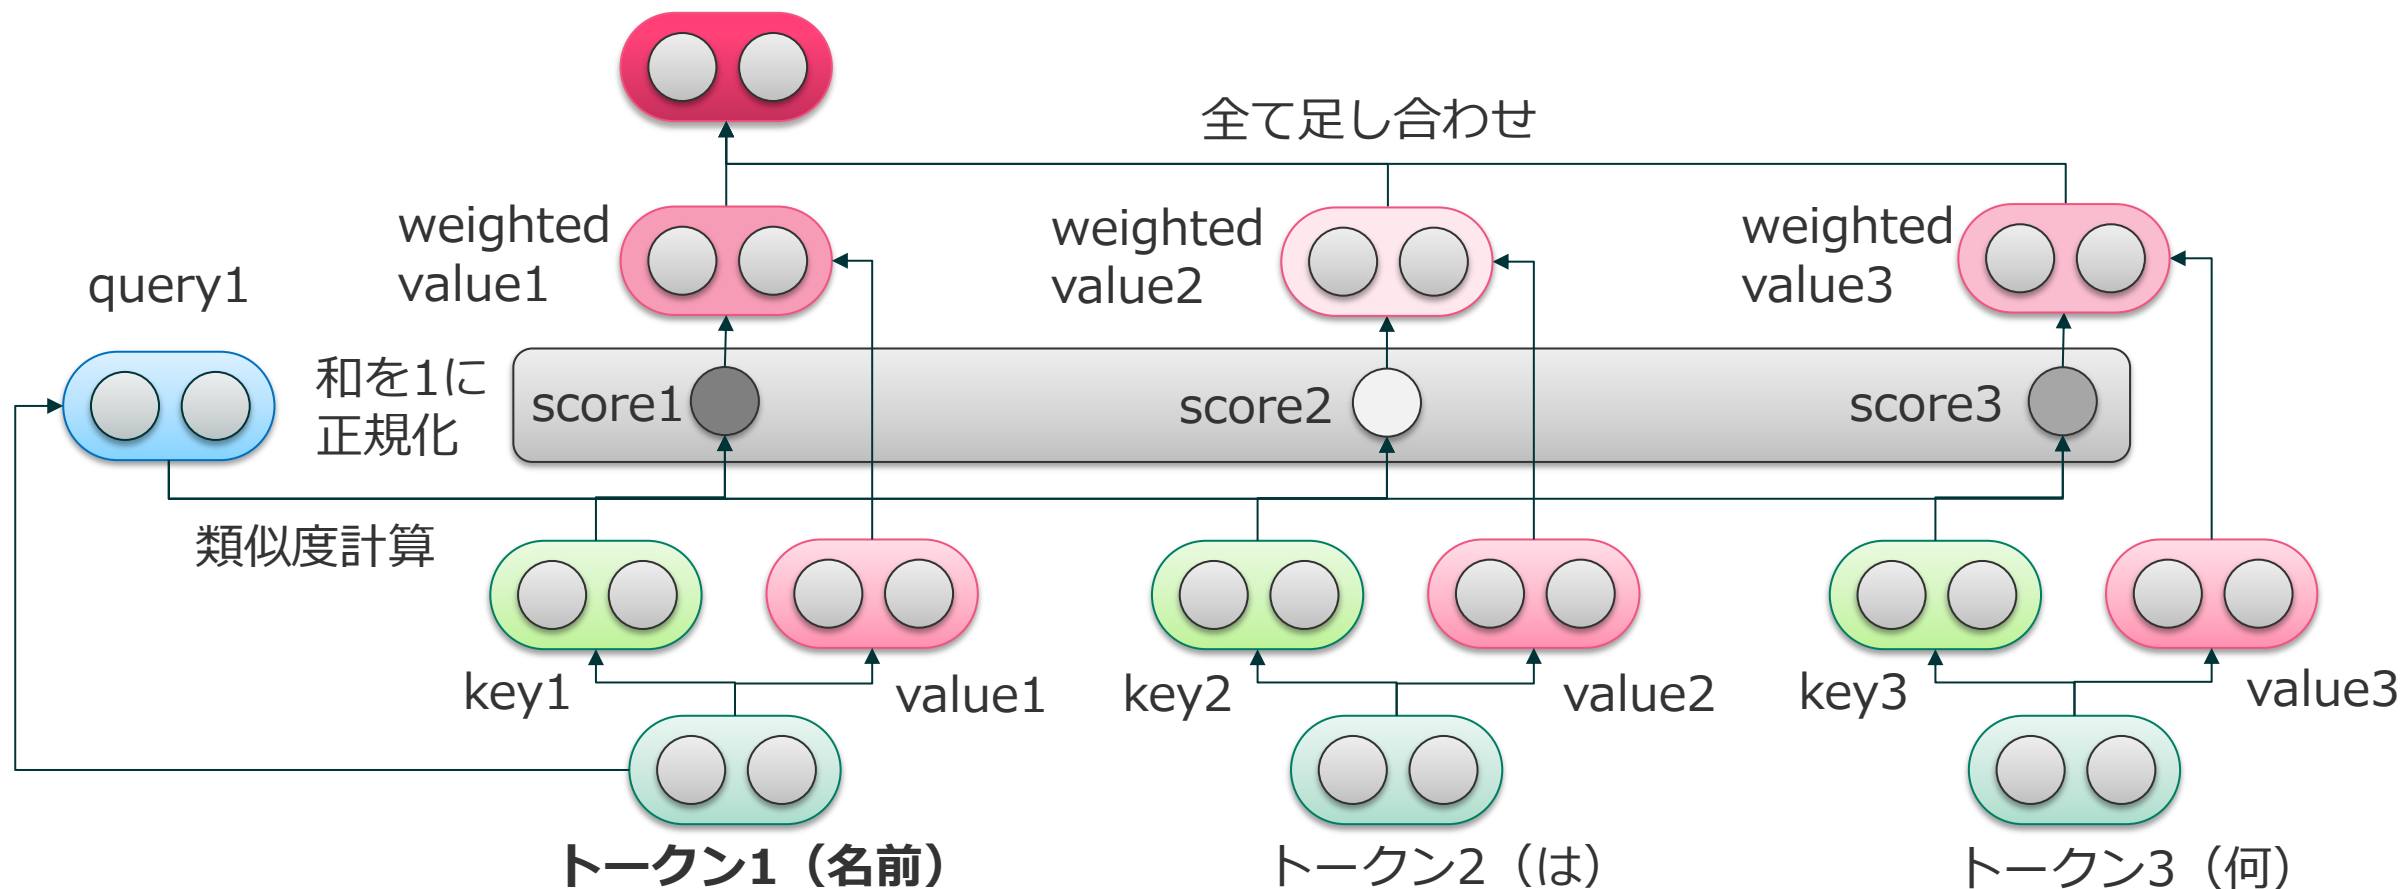 全て足し合わせ
weighted
value1
weighted
value2
weighted
value3
query1
和を1に
正規化
score1
score2
score3
類似度計算
key1
value1
key2
value2
key3
value3
トークン1（名前）
トークン2（は）
トークン3（何）